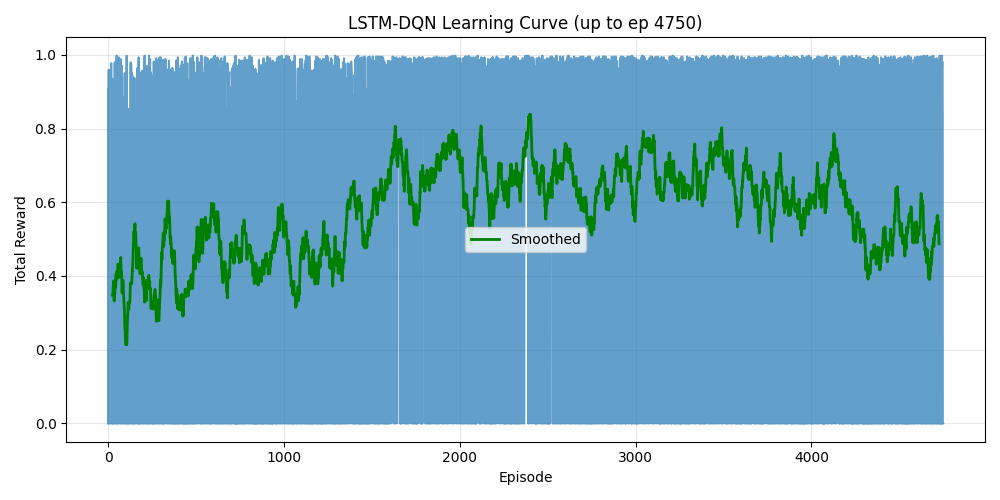 LSTM-DQN Learning Curve (up to ep 4750)
1.0
0.8
0.6
0.4
0.2
0.0
Total Reward
Smoothed
0 1000 2000 3000 4000
Episode